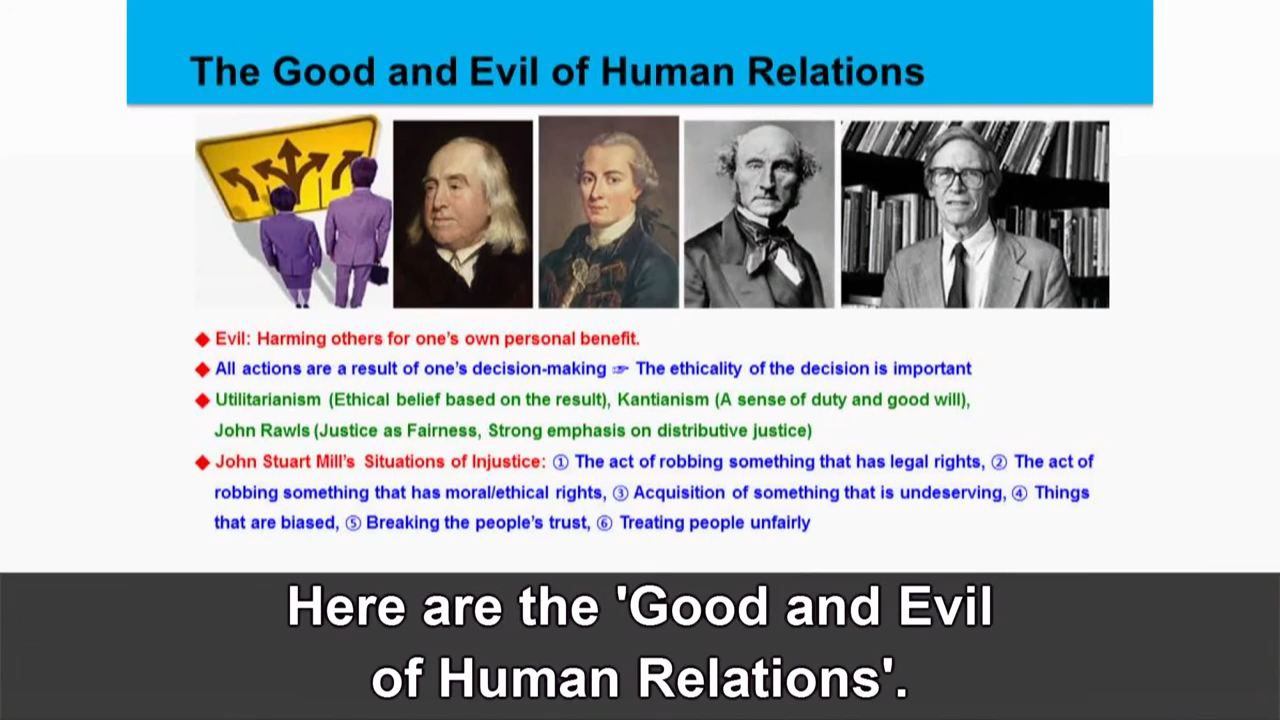 The Good and Evil of Human Relations
◆ Evil: Harming others for one's own personal benefit.
◆ All actions are a result of one's decision-making ☞ The ethicality of the decision is important
◆ Utilitarianism (Ethical belief based on the result), Kantianism (A sense of duty and good will),
John Rawls (Justice as Fairness, Strong emphasis on distributive justice)
◆ John Stuart Mill's Situations of Injustice: ① The act of robbing something that has legal rights, ② The act of
robbing something that has moral/ethical rights, ③ Acquisition of something that is undeserving, ④ Things
that are biased, ⑤ Breaking the people's trust, ⑥ Treating people unfairly
Here are the 'Good and Evil
of Human Relations'.